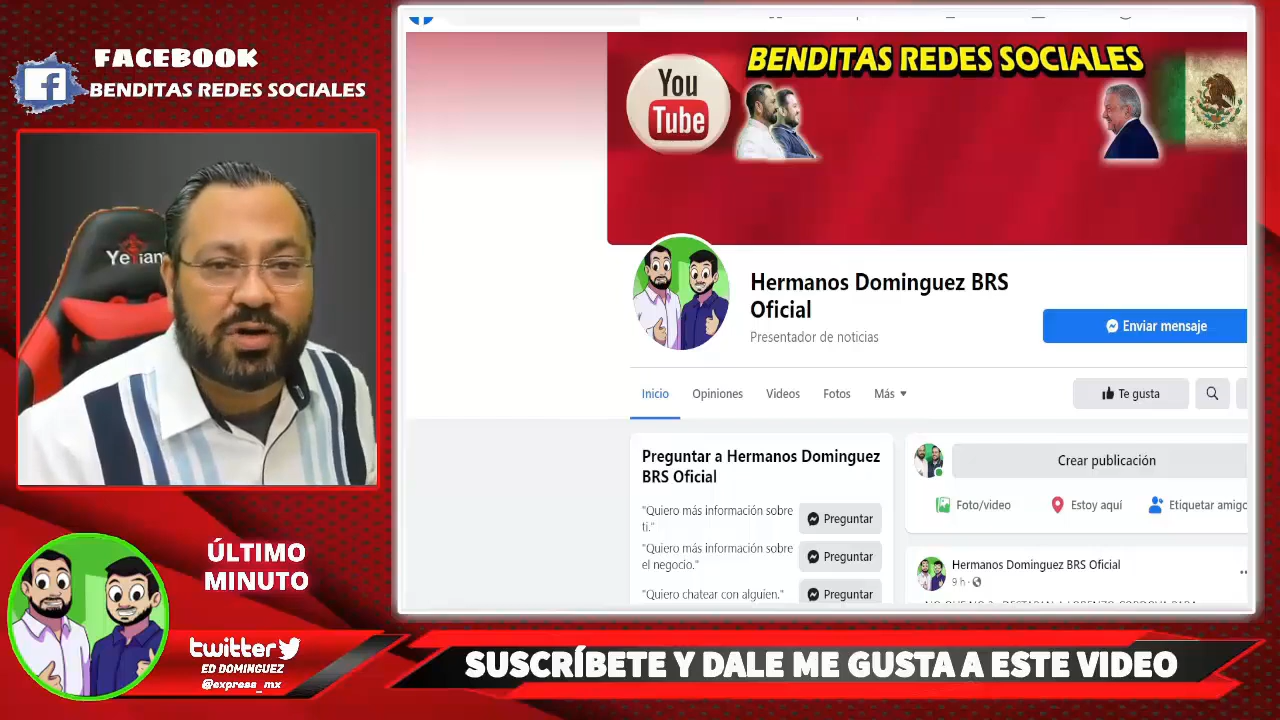 FACEBOOK
BENDITAS REDES SOCIALES
Yeyian
ÚLTIMO
MINUTO
twitter
ED DOMINGUEZ
@expresa_mx
BENDITAS REDES SOCIALES
You
Tube
Hermanos Dominguez BRS
Oficial
Presentador de noticias
Enviar mensaje
Inicio
Opiniones
Videos
Fotos
Más
Te gusta
Preguntar a Hermanos Dominguez
BRS Oficial
"Quiero más información sobre
ti."
Preguntar
"Quiero más información sobre
el negocio."
Preguntar
"Quiero chatear con alguien."
Preguntar
Crear publicación
Foto/video
Estoy aquí
Etiquetar amigo
Hermanos Dominguez BRS Oficial
9 h
SUSCRÍBETE Y DALE ME GUSTA A ESTE VIDEO